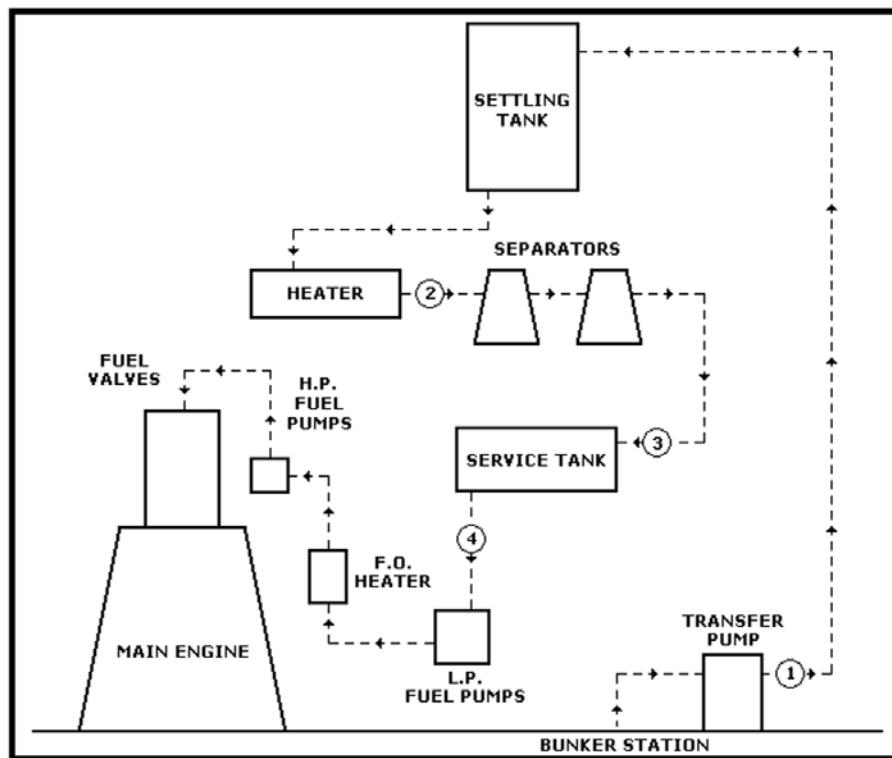 SETTLING
TANK
SEPARATORS
HEATER
2
FUEL
VALVES
H.P.
FUEL
PUMPS
3
SERVICE TANK
4
F.O.
HEATER
TRANSFER
PUMP
MAIN ENGINE
1
L.P.
FUEL PUMPS
BUNKER STATION